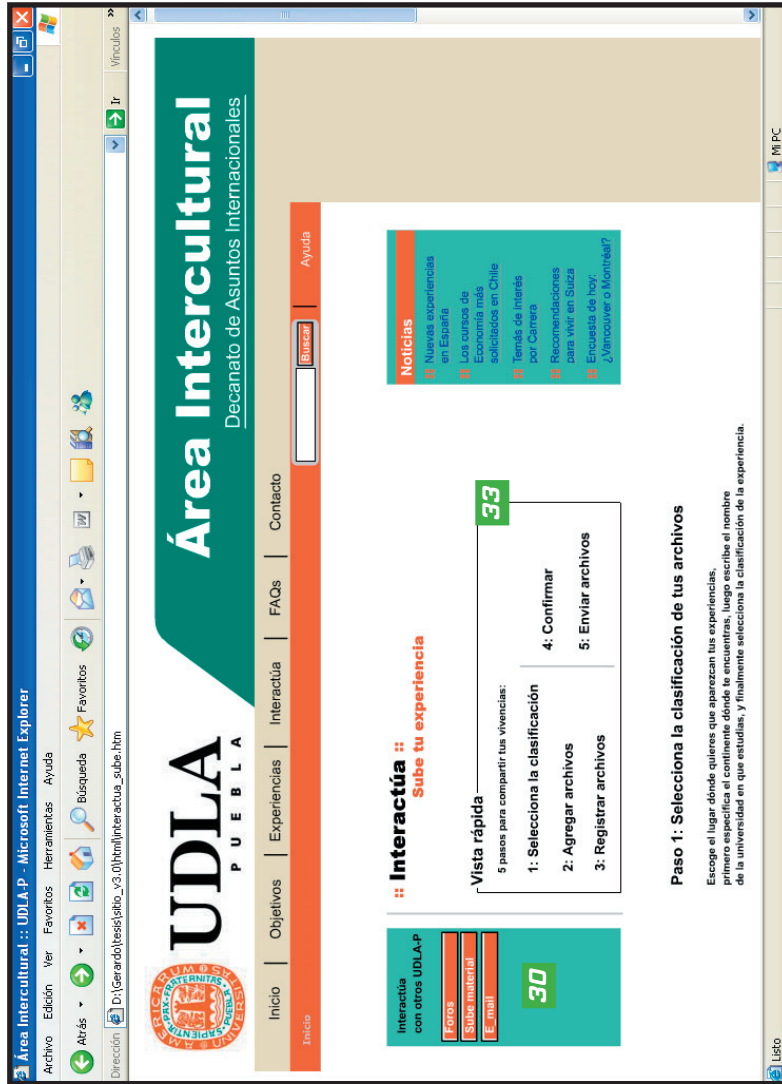 Área Intercultural :: UDLA-P - Microsoft Internet Explorer
Archivo Edición Ver Favoritos Herramientas Ayuda
Atrás Búsqueda Favoritos
Dirección D:\Gerardo\tesis\sitio_v3.0\html\interactua_sube.htm Ir Vínculos »
UDLA
PUEBLA
Área Intercultural
Decanato de Asuntos Internacionales
Inicio | Objetivos | Experiencias | Interactúa | FAQs | Contacto
Inicio Buscar | Ayuda
Interactúa
con otros UDLA-P
Foros
Sube material
E_mail
30
:: Interactúa ::
Sube tu experiencia
Vista rápida
33
5 pasos para compartir tus vivencias:
1: Selecciona la clasificación
2: Agregar archivos
3: Registrar archivos
4: Confirmar
5: Enviar archivos
Noticias
:: Nuevas experiencias
en España
:: Los cursos de
Economía más
solicitados en Chile
:: Temás de interés
por Carrera
:: Recomendaciones
para vivir en Suiza
:: Encuesta de hoy:
¿Vancouver o Montréal?
Paso 1: Selecciona la clasificación de tus archivos
Escoge el lugar dónde quieres que aparezcan tus experiencias,
primero especifica el continente dónde te encuentras, luego escribe el nombre
de la universidad en que estudias, y finalmente selecciona la clasificación de la experiencia.
Listo Mi PC